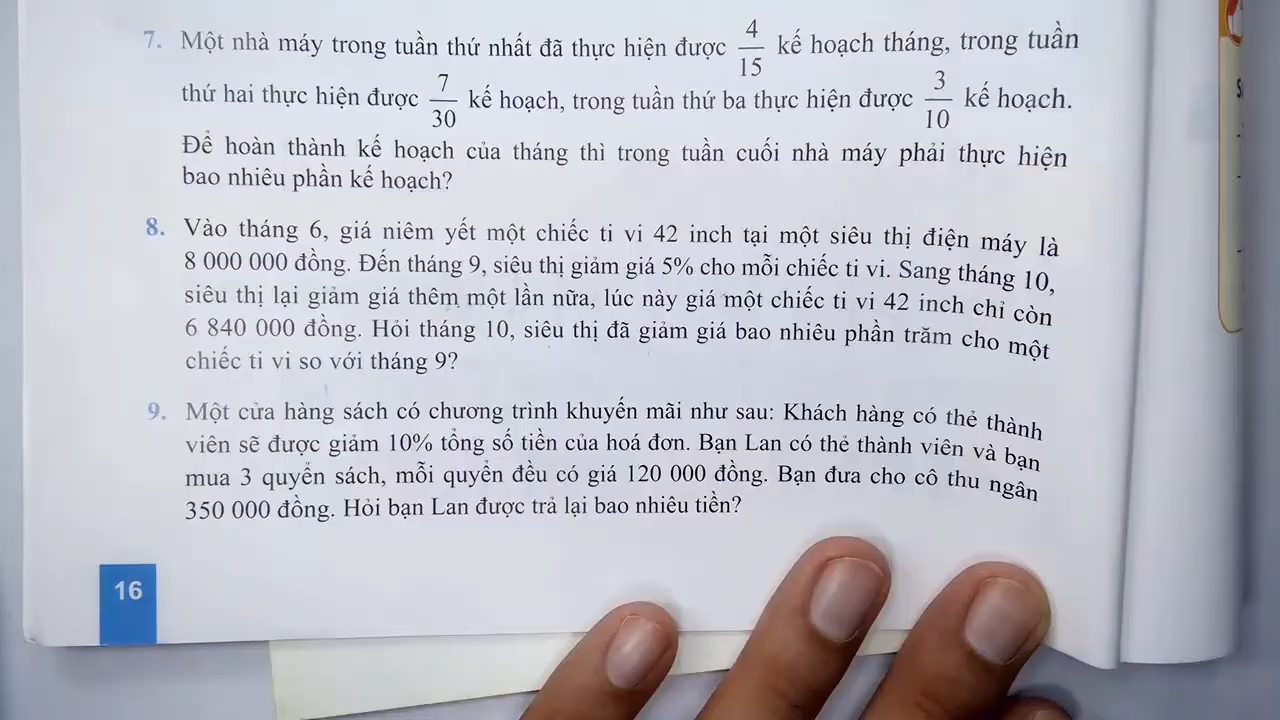 7. Một nhà máy trong tuần thứ nhất đã thực hiện được 4/15 kế hoạch tháng, trong tuần
thứ hai thực hiện được 7/30 kế hoạch, trong tuần thứ ba thực hiện được 3/10 kế hoạch.
Để hoàn thành kế hoạch của tháng thì trong tuần cuối nhà máy phải thực hiện
bao nhiêu phần kế hoạch?
8. Vào tháng 6, giá niêm yết một chiếc ti vi 42 inch tại một siêu thị điện máy là
8 000 000 đồng. Đến tháng 9, siêu thị giảm giá 5% cho mỗi chiếc ti vi. Sang tháng 10,
siêu thị lại giảm giá thêm một lần nữa, lúc này giá một chiếc ti vi 42 inch chỉ còn
6 840 000 đồng. Hỏi tháng 10, siêu thị đã giảm giá bao nhiêu phần trăm cho một
chiếc ti vi so với tháng 9?
9. Một cửa hàng sách có chương trình khuyến mãi như sau: Khách hàng có thẻ thành
viên sẽ được giảm 10% tổng số tiền của hoá đơn. Bạn Lan có thẻ thành viên và bạn
mua 3 quyển sách, mỗi quyển đều có giá 120 000 đồng. Bạn đưa cho cô thu ngân
350 000 đồng. Hỏi bạn Lan được trả lại bao nhiêu tiền?
16